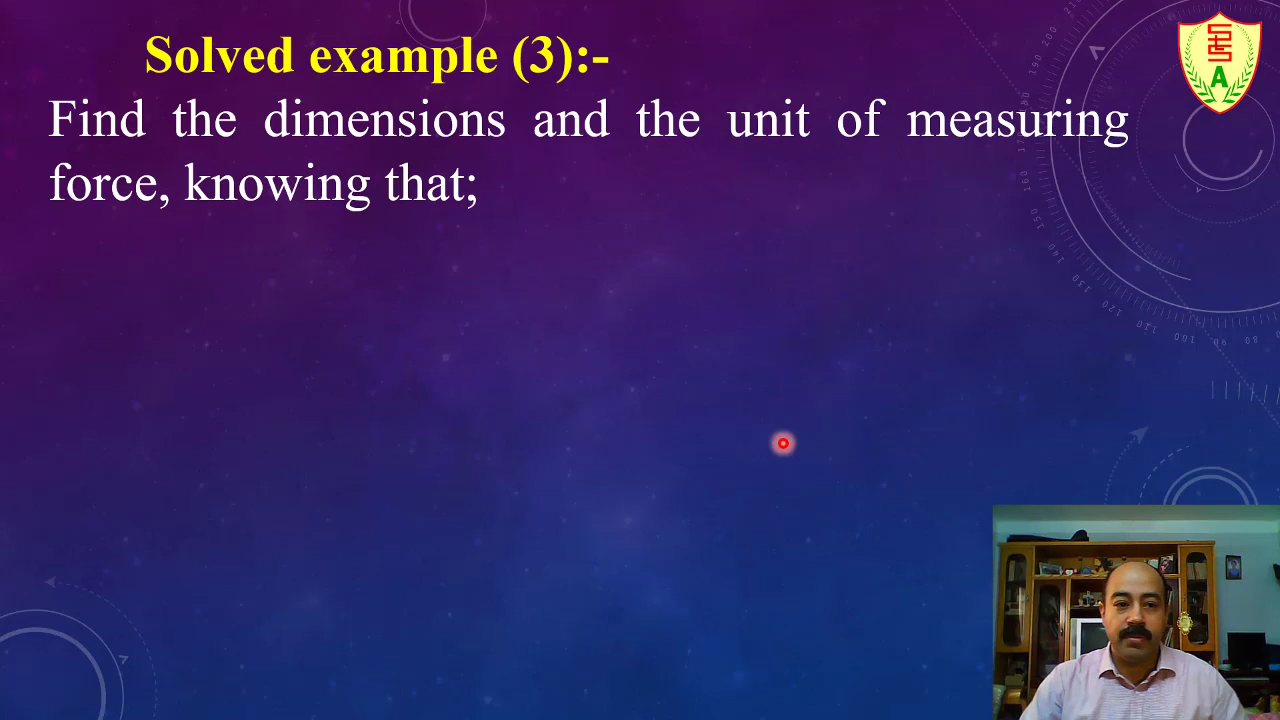 Solved example (3):-
Find the dimensions and the unit of measuring
force, knowing that;
A